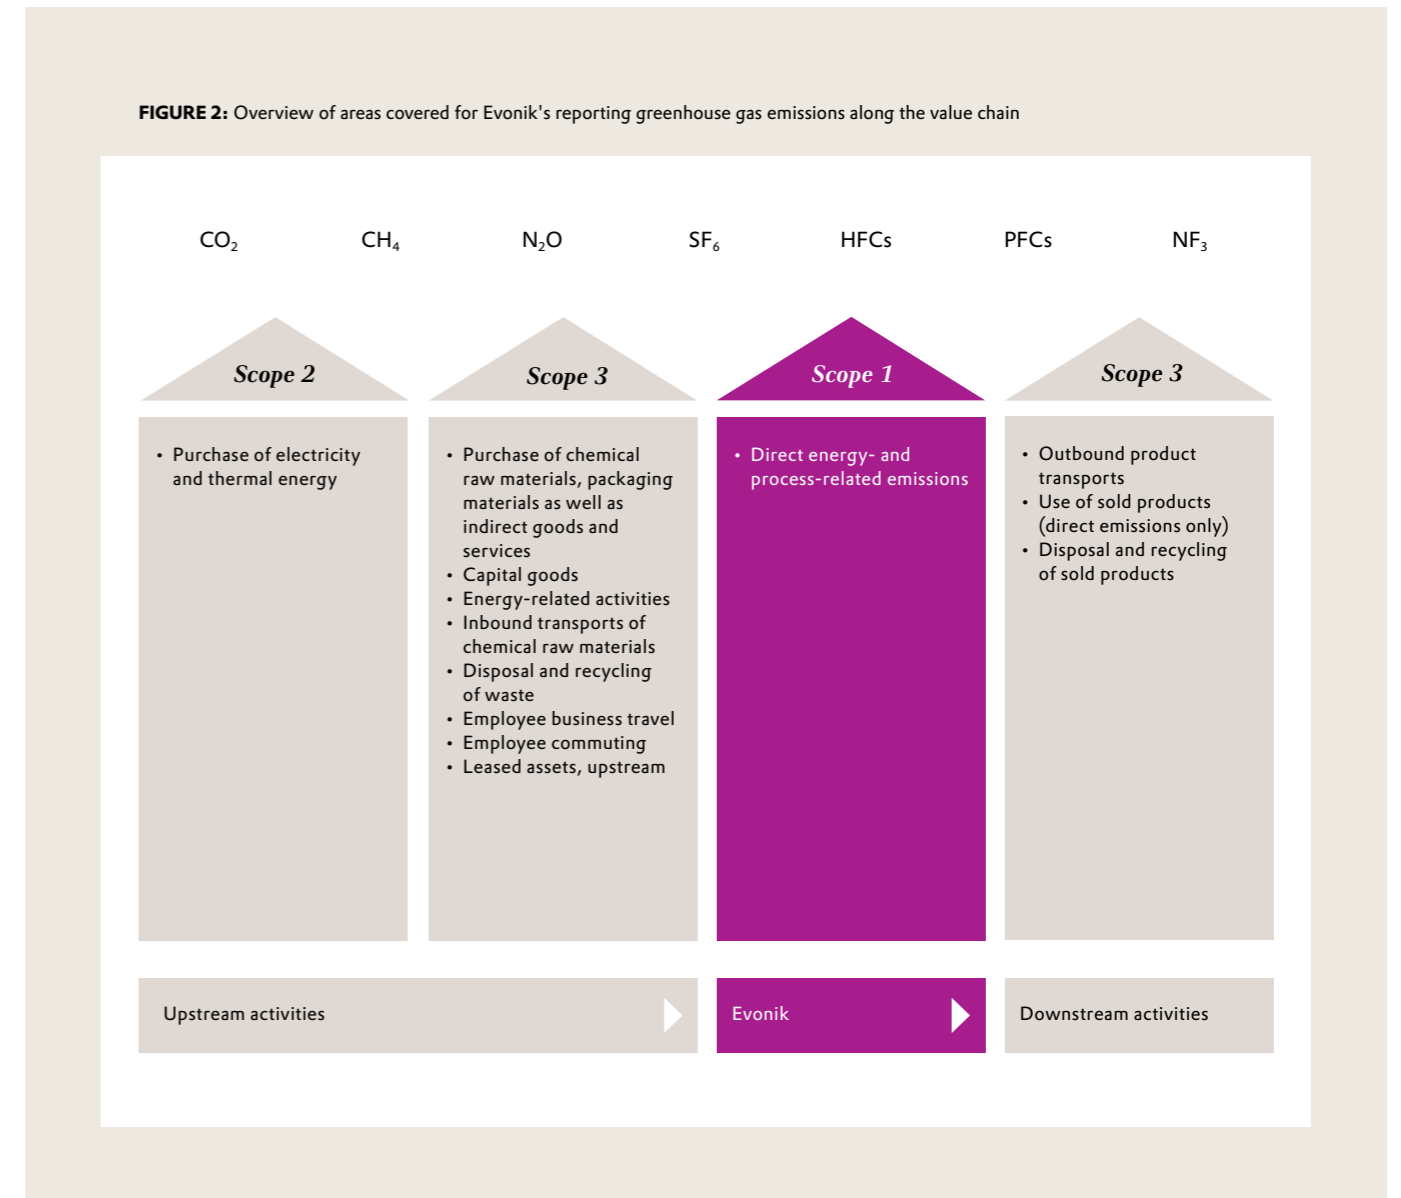 FIGURE 2: Overview of areas covered for Evonik's reporting greenhouse gas emissions along the value chain
CO₂
CH₄
N₂O
SF₆
HFCs
PFCs
NF₃
Scope 2
• Purchase of electricity
and thermal energy
Scope 3
• Purchase of chemical
raw materials, packaging
materials as well as
indirect goods and
services
• Capital goods
• Energy-related activities
• Inbound transports of
chemical raw materials
• Disposal and recycling
of waste
• Employee business travel
• Employee commuting
• Leased assets, upstream
Scope 1
• Direct energy- and
process-related emissions
Scope 3
• Outbound product
transports
• Use of sold products
(direct emissions only)
• Disposal and recycling
of sold products
Upstream activities
Evonik
Downstream activities